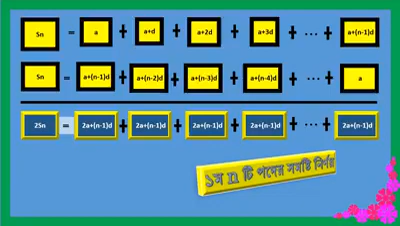 Sn = a + a+d + a+2d + a+3d + ... + a+(n-1)d
Sn = a+(n-1)d + a+(n-2)d + a+(n-3)d + a+(n-4)d + ... + a
2Sn = 2a+(n-1)d + 2a+(n-1)d + 2a+(n-1)d + 2a+(n-1)d + ... + 2a+(n-1)d
১ম n টি পদের সমষ্টি নির্ণয়